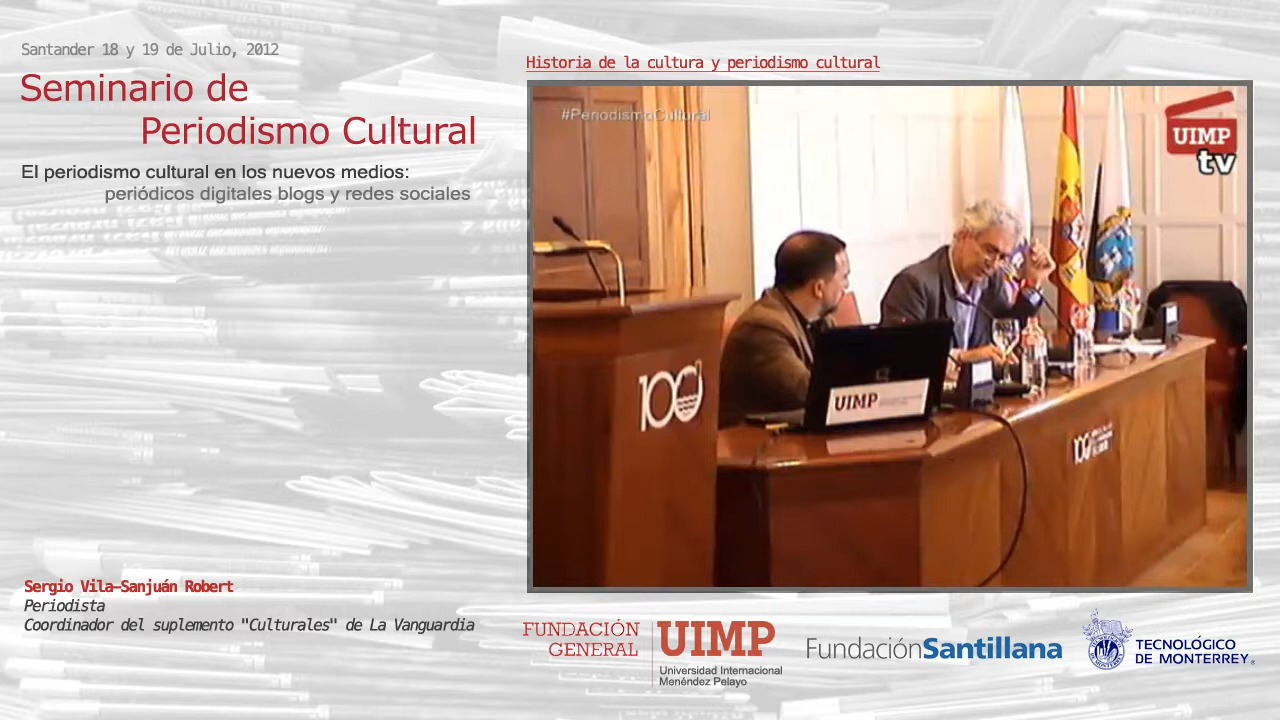 Santander 18 y 19 de Julio, 2012
Seminario de
Periodismo Cultural
El periodismo cultural en los nuevos medios:
periódicos digitales blogs y redes sociales
Historia de la cultura y periodismo cultural
#PeriodismoCultural
UIMP
tv
100
UIMP
100
Sergio Vila-Sanjuán Robert
Periodista
Coordinador del suplemento "Culturales" de La Vanguardia
FUNDACIÓN
GENERAL
UIMP
Universidad Internacional
Menéndez Pelayo
FundaciónSantillana
TECNOLÓGICO
DE MONTERREY®